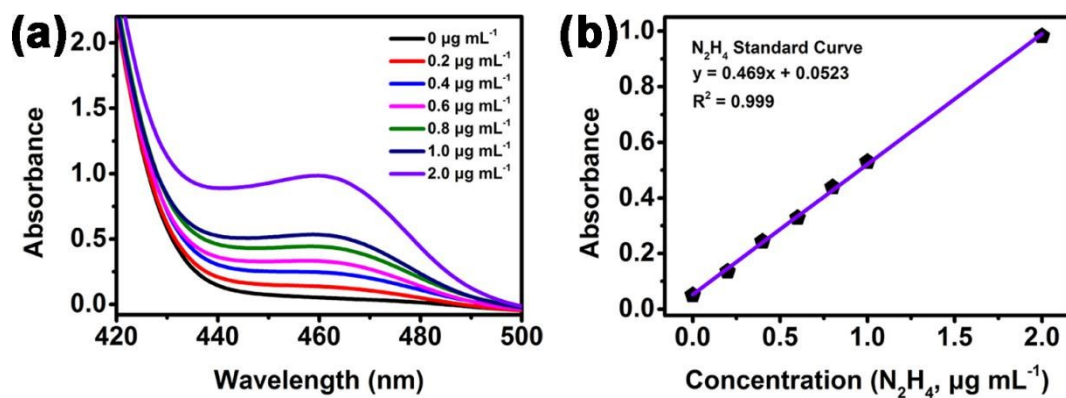 (a)
Absorbance
2.0
1.5
1.0
0.5
0.0
0 µg mL⁻¹
0.2 µg mL⁻¹
0.4 µg mL⁻¹
0.6 µg mL⁻¹
0.8 µg mL⁻¹
1.0 µg mL⁻¹
2.0 µg mL⁻¹
420 440 460 480 500
Wavelength (nm)
(b)
Absorbance
1.0
0.8
0.6
0.4
0.2
0.0
N₂H₄ Standard Curve
y = 0.469x + 0.0523
R² = 0.999
0.0 0.5 1.0 1.5 2.0
Concentration (N₂H₄, µg mL⁻¹)